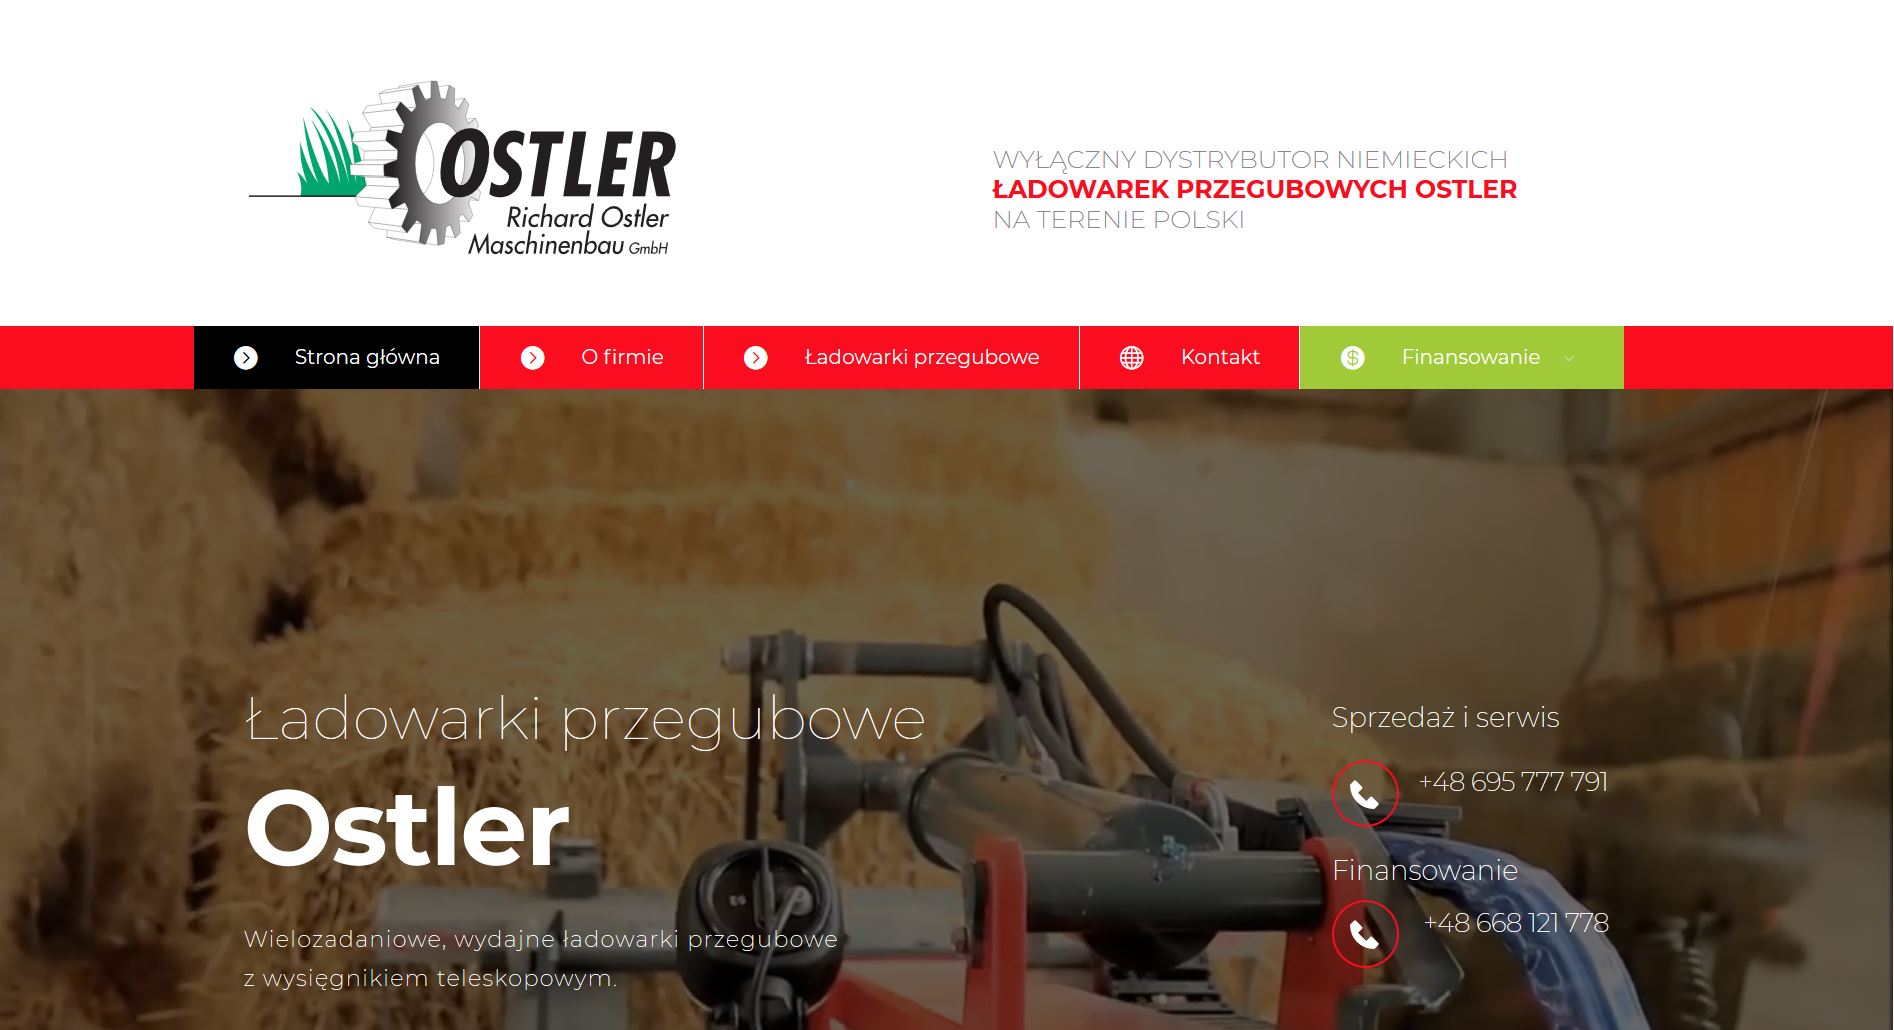 OSTLER
Richard Ostler
Maschinenbau GmbH
WYŁĄCZNY DYSTRYBUTOR NIEMIECKICH
ŁADOWAREK PRZEGUBOWYCH OSTLER
NA TERENIE POLSKI
Strona główna
O firmie
Ładowarki przegubowe
Kontakt
Finansowanie
Ładowarki przegubowe
Ostler
Wielozadaniowe, wydajne ładowarki przegubowe
z wysięgnikiem teleskopowym.
Sprzedaż i serwis
+48 695 777 791
Finansowanie
+48 668 121 778